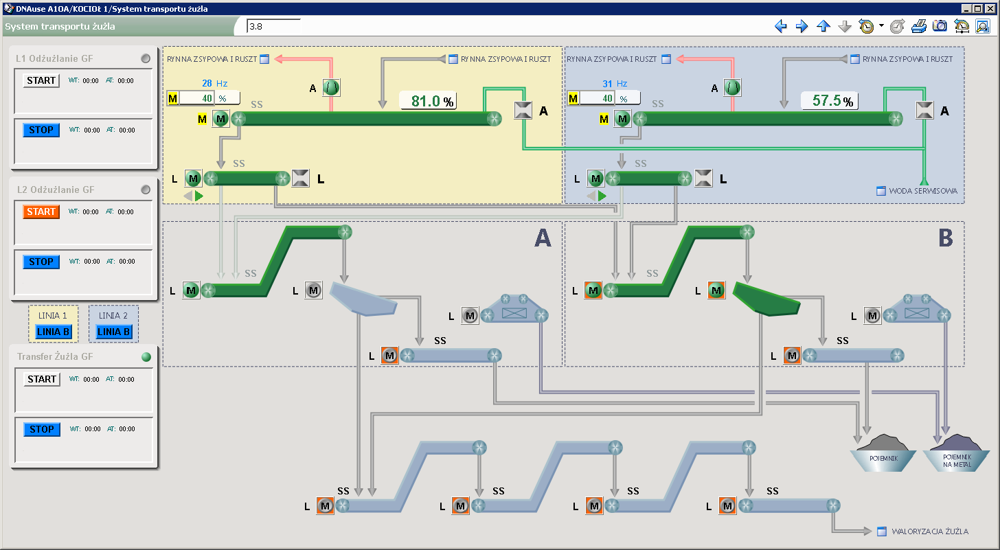 DNAuse A10A/KOCIOŁ 1/System transportu żużla
System transportu żużla
3.8
L1 Odżużlanie GF
START WT: 00:00 AT: 00:00
STOP WT: 00:00 AT: 00:00
L2 Odżużlanie GF
START WT: 00:00 AT: 00:00
STOP WT: 00:00 AT: 00:00
LINIA 1 LINIA 2
LINIA B LINIA B
Transfer Żużla GF
START WT: 00:00 AT: 00:00
STOP WT: 00:00 AT: 00:00
RYNNA ZSYPOWA I RUSZT RYNNA ZSYPOWA I RUSZT
28 Hz A
M 40 % 81.0 %
SS A
M M
SS
L M L
RYNNA ZSYPOWA I RUSZT RYNNA ZSYPOWA I RUSZT
31 Hz A
M 40 % 57.5 %
SS A
M M
SS
L M L
WODA SERWISOWA
A
SS
L M L M
L M
SS
L M
B
SS
L M L M
L M
SS
L M
POJEMNIK
POJEMNIK
NA METAL
SS SS SS SS
L M L M L M L M
WALORYZACJA ŻUŻLA